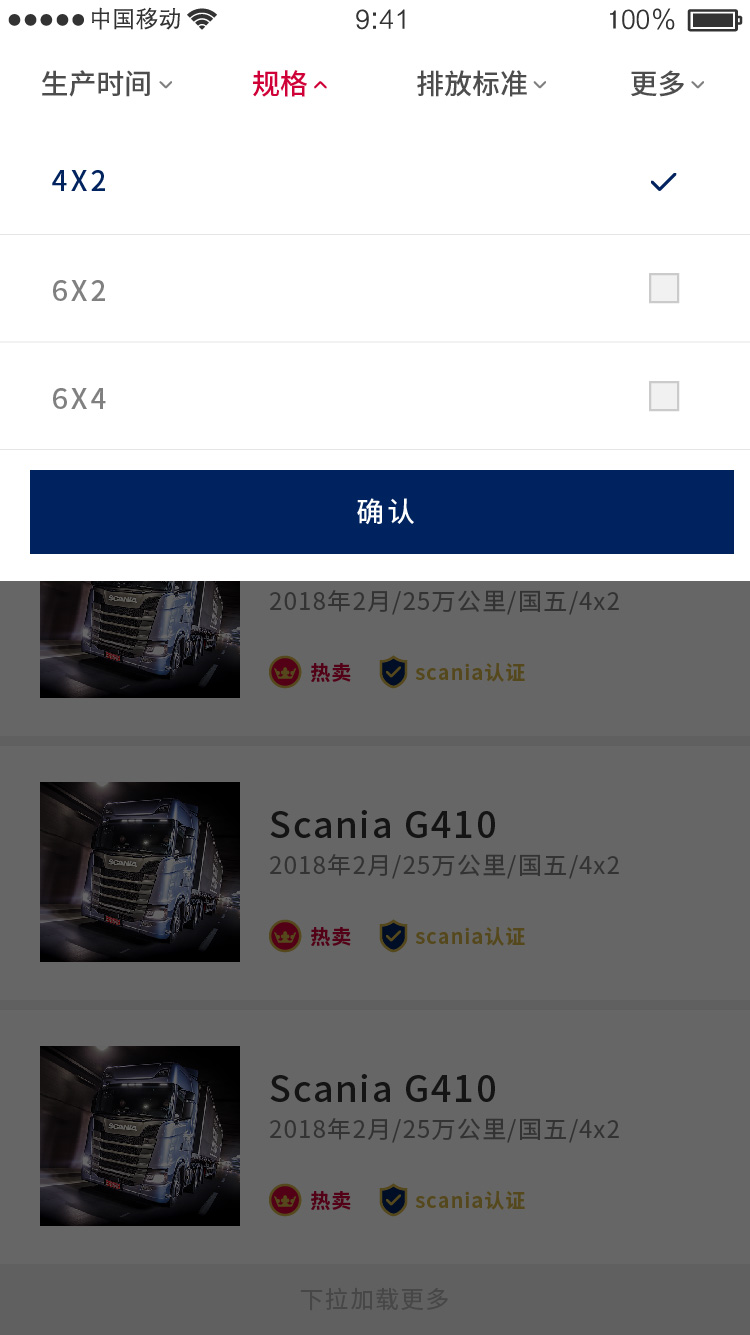 中国移动 9:41 100%
生产时间 规格 排放标准 更多
4X2
6X2
6X4
确认
SCANIA
2018年2月/25万公里/国五/4x2
热卖 scania认证
Scania G410
SCANIA
2018年2月/25万公里/国五/4x2
热卖 scania认证
Scania G410
SCANIA
2018年2月/25万公里/国五/4x2
热卖 scania认证
下拉加载更多